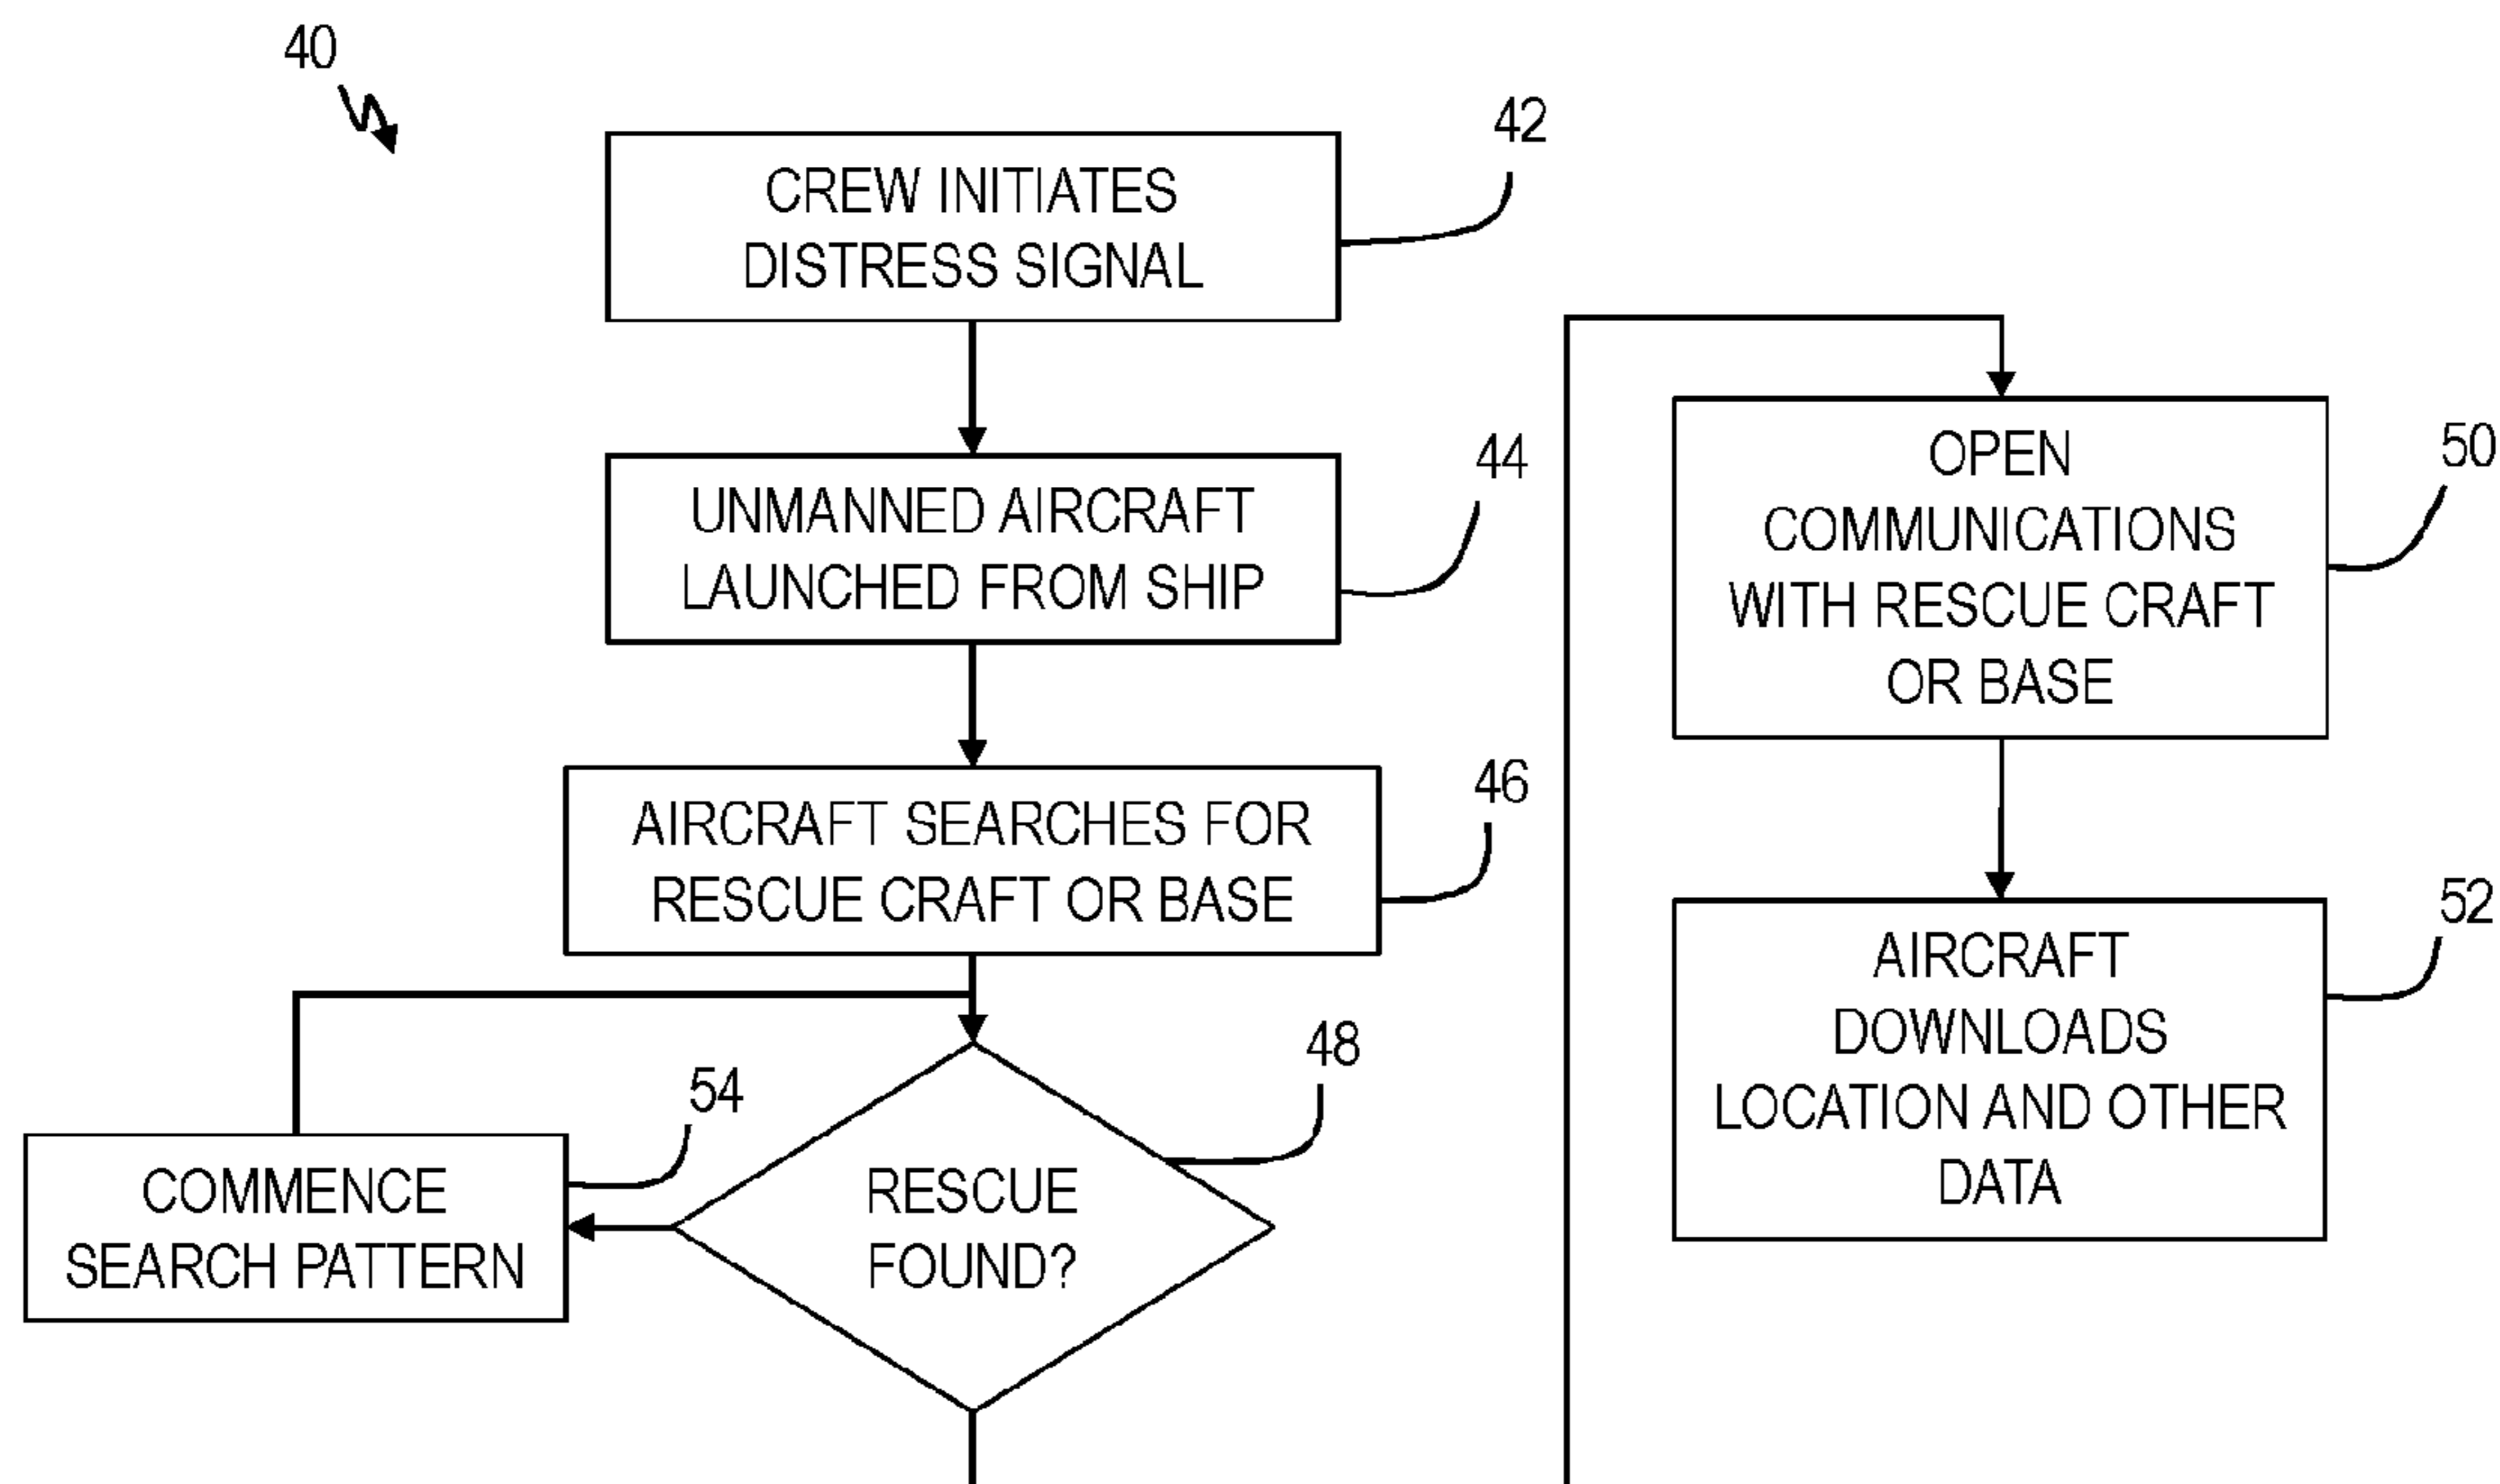 40
42
CREW INITIATES
DISTRESS SIGNAL
44
UNMANNED AIRCRAFT
LAUNCHED FROM SHIP
46
AIRCRAFT SEARCHES FOR
RESCUE CRAFT OR BASE
48
RESCUE
FOUND?
54
COMMENCE
SEARCH PATTERN
50
OPEN
COMMUNICATIONS
WITH RESCUE CRAFT
OR BASE
52
AIRCRAFT
DOWNLOADS
LOCATION AND OTHER
DATA